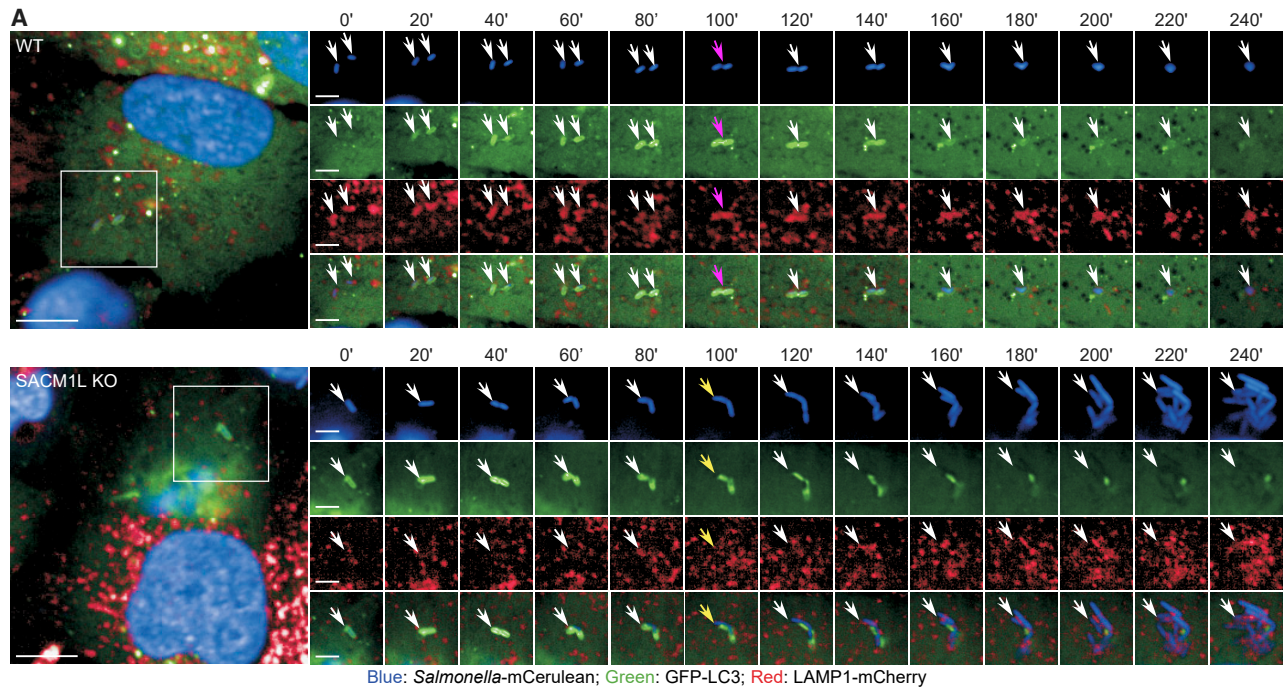 A
WT
0' 20' 40' 60' 80' 100' 120' 140' 160' 180' 200' 220' 240'
SACM1L KO
0' 20' 40' 60' 80' 100' 120' 140' 160' 180' 200' 220' 240'
Blue: Salmonella-mCerulean; Green: GFP-LC3; Red: LAMP1-mCherry